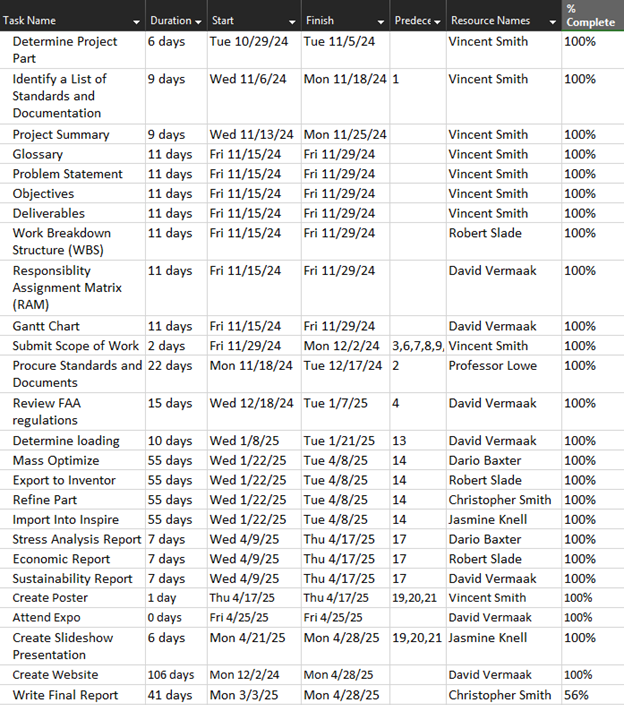 Task Name Duration Start Finish Predece Resource Names % Complete
Determine Project Part 6 days Tue 10/29/24 Tue 11/5/24 Vincent Smith 100%
Identify a List of Standards and Documentation 9 days Wed 11/6/24 Mon 11/18/24 1 Vincent Smith 100%
Project Summary 9 days Wed 11/13/24 Mon 11/25/24 Vincent Smith 100%
Glossary 11 days Fri 11/15/24 Fri 11/29/24 Vincent Smith 100%
Problem Statement 11 days Fri 11/15/24 Fri 11/29/24 Vincent Smith 100%
Objectives 11 days Fri 11/15/24 Fri 11/29/24 Vincent Smith 100%
Deliverables 11 days Fri 11/15/24 Fri 11/29/24 Vincent Smith 100%
Work Breakdown Structure (WBS) 11 days Fri 11/15/24 Fri 11/29/24 Robert Slade 100%
Responsiblity Assignment Matrix (RAM) 11 days Fri 11/15/24 Fri 11/29/24 David Vermaak 100%
Gantt Chart 11 days Fri 11/15/24 Fri 11/29/24 David Vermaak 100%
Submit Scope of Work 2 days Fri 11/29/24 Mon 12/2/24 3,6,7,8,9, Vincent Smith 100%
Procure Standards and Documents 22 days Mon 11/18/24 Tue 12/17/24 2 Professor Lowe 100%
Review FAA regulations 15 days Wed 12/18/24 Tue 1/7/25 4 David Vermaak 100%
Determine loading 10 days Wed 1/8/25 Tue 1/21/25 13 David Vermaak 100%
Mass Optimize 55 days Wed 1/22/25 Tue 4/8/25 14 Dario Baxter 100%
Export to Inventor 55 days Wed 1/22/25 Tue 4/8/25 14 Robert Slade 100%
Refine Part 55 days Wed 1/22/25 Tue 4/8/25 14 Christopher Smith 100%
Import Into Inspire 55 days Wed 1/22/25 Tue 4/8/25 14 Jasmine Knell 100%
Stress Analysis Report 7 days Wed 4/9/25 Thu 4/17/25 17 Dario Baxter 100%
Economic Report 7 days Wed 4/9/25 Thu 4/17/25 17 Robert Slade 100%
Sustainability Report 7 days Wed 4/9/25 Thu 4/17/25 17 David Vermaak 100%
Create Poster 1 day Thu 4/17/25 Thu 4/17/25 19,20,21 Vincent Smith 100%
Attend Expo 0 days Fri 4/25/25 Fri 4/25/25 David Vermaak 100%
Create Slideshow Presentation 6 days Mon 4/21/25 Mon 4/28/25 19,20,21 Jasmine Knell 100%
Create Website 106 days Mon 12/2/24 Mon 4/28/25 David Vermaak 100%
Write Final Report 41 days Mon 3/3/25 Mon 4/28/25 Christopher Smith 56%